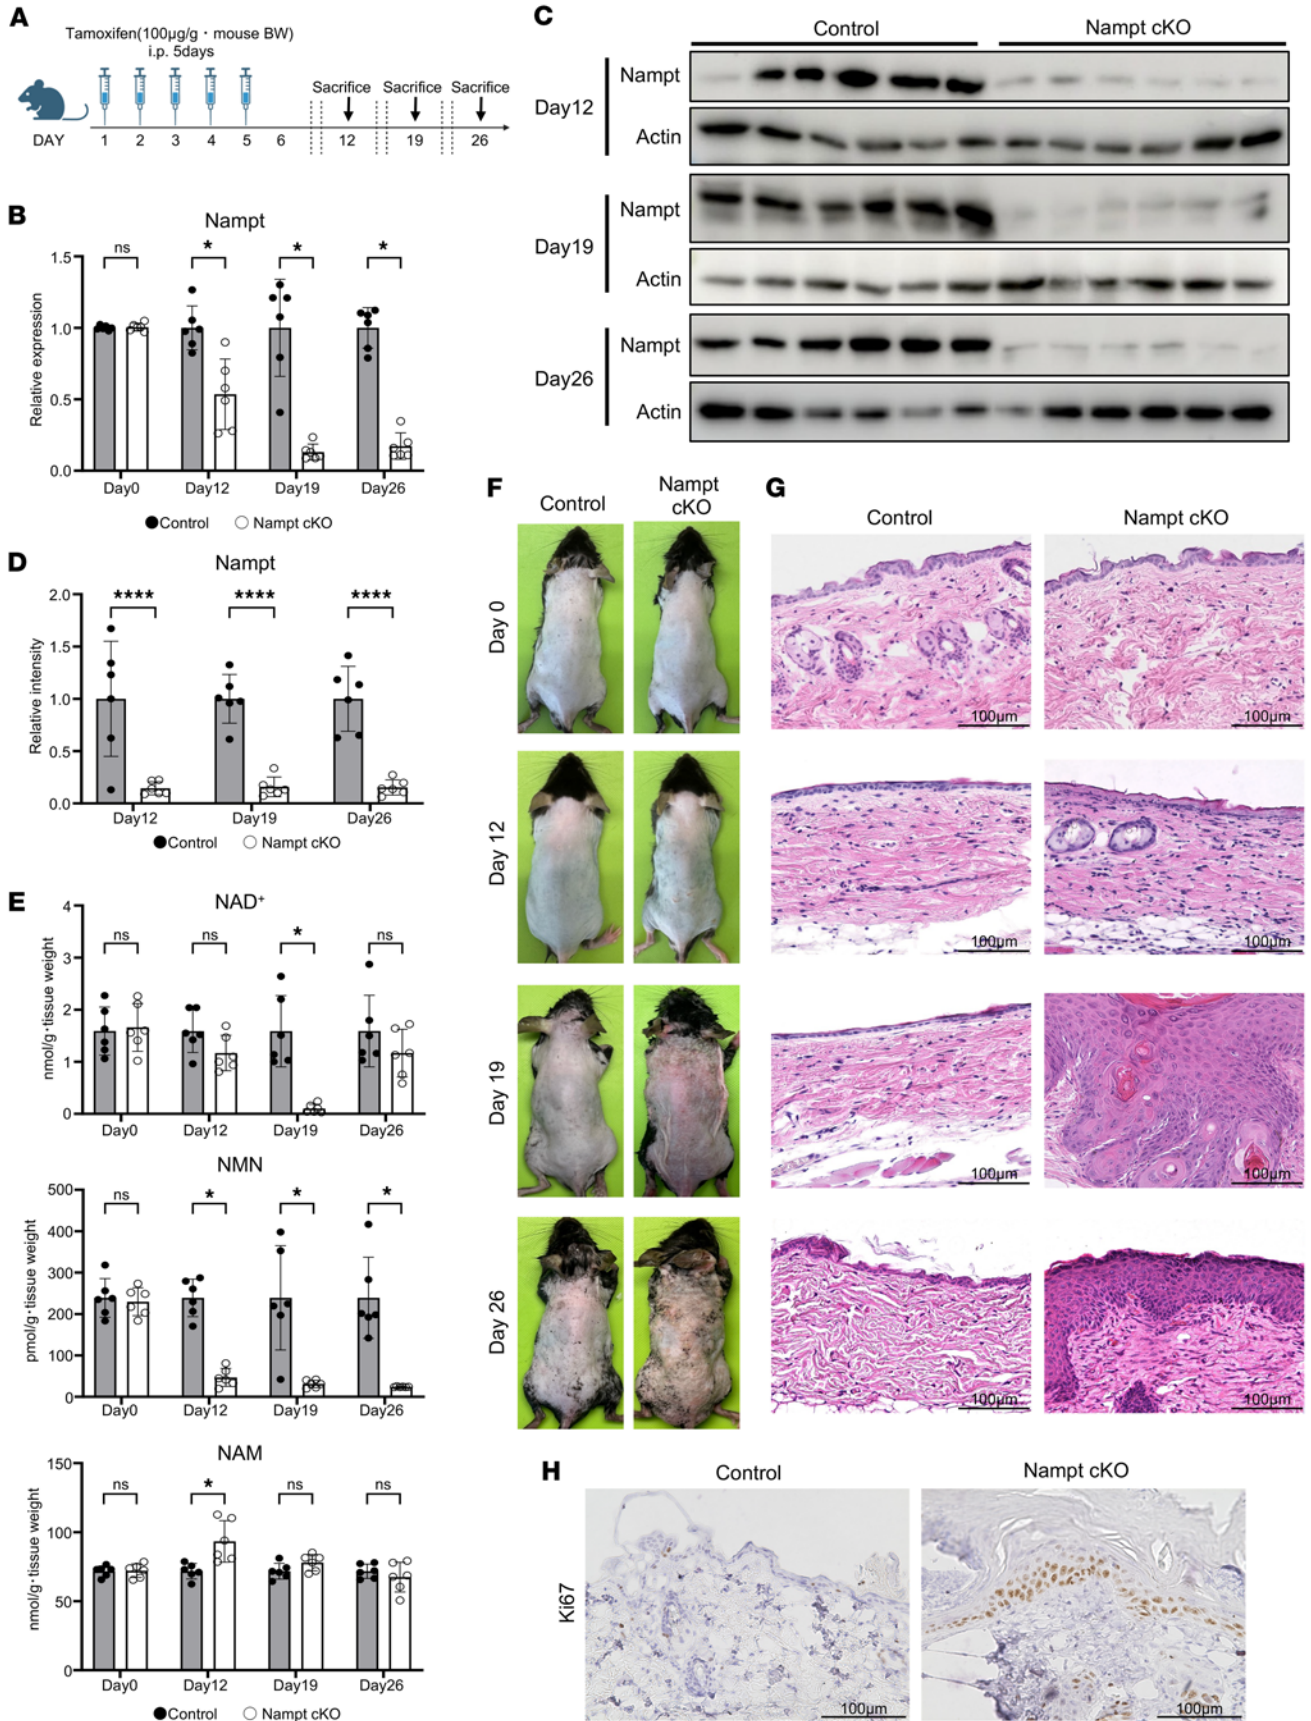 A
Tamoxifen(100µg/g・mouse BW)
i.p. 5days
Sacrifice Sacrifice Sacrifice
DAY 1 2 3 4 5 6 12 19 26
B
Nampt
ns * * *
Relative expression
1.5
1.0
0.5
0.0
Day0 Day12 Day19 Day26
Control Nampt cKO
C
Control Nampt cKO
Day12
Nampt
Actin
Day19
Nampt
Actin
Day26
Nampt
Actin
D
Nampt
**** **** ****
Relative intensity
2.0
1.5
1.0
0.5
0.0
Day12 Day19 Day26
Control Nampt cKO
E
NAD+
ns ns * ns
nmol/g・tissue weight
4
3
2
1
0
Day0 Day12 Day19 Day26
NMN
ns * * *
pmol/g・tissue weight
500
400
300
200
100
0
Day0 Day12 Day19 Day26
NAM
ns * ns ns
nmol/g・tissue weight
150
100
50
0
Day0 Day12 Day19 Day26
Control Nampt cKO
F
Control Nampt
cKO
Day 0
Day 12
Day 19
Day 26
G
Control Nampt cKO
100µm 100µm
100µm 100µm
100µm 100µm
100µm 100µm
H
Control Nampt cKO
Ki67
100µm 100µm